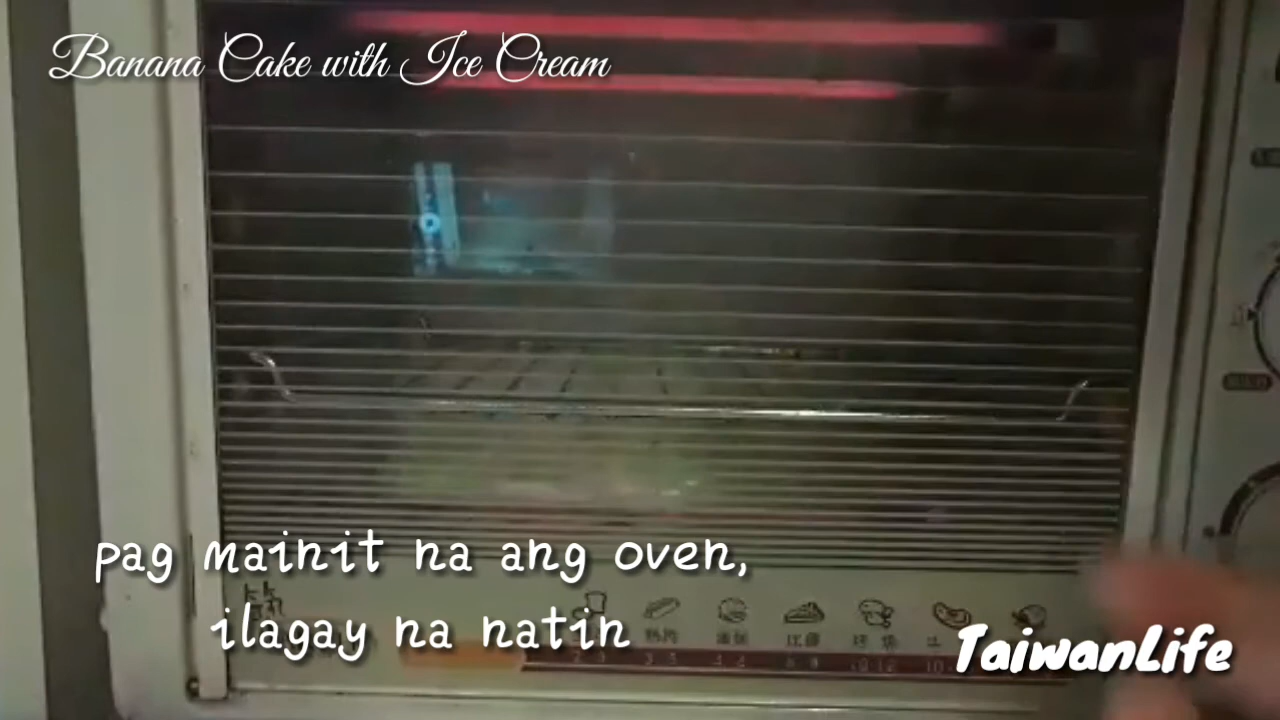 Banana Cake with Ice Cream
pag mainit na ang oven,
ilagay na natin
TaiwanLife